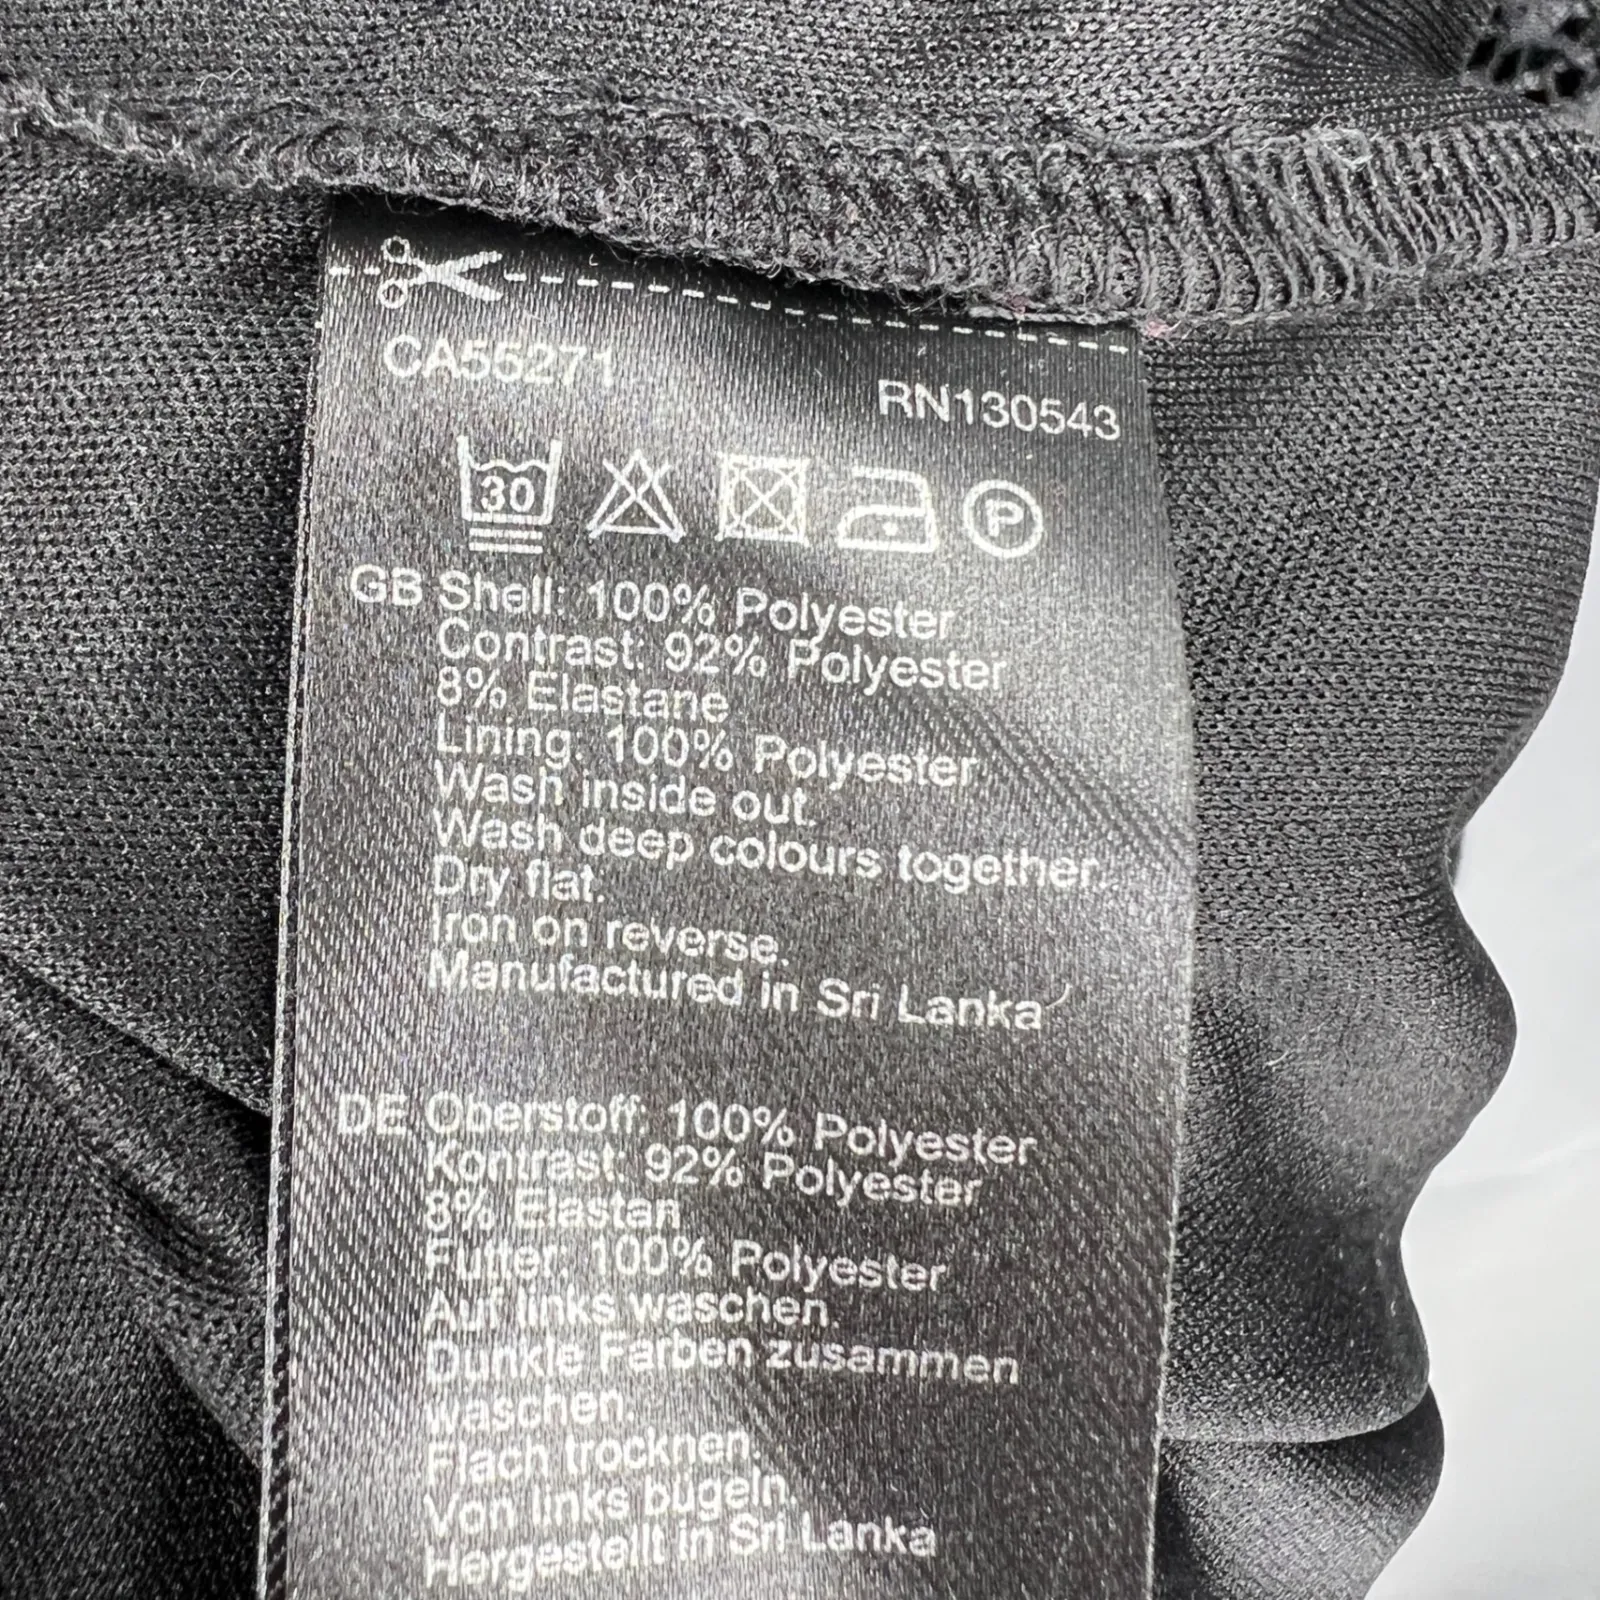 CA55271
RN130543
30
P
GB Shell: 100% Polyester
Contrast: 92% Polyester
8% Elastane
Lining: 100% Polyester
Wash inside out.
Wash deep colours together.
Dry flat.
Iron on reverse.
Manufactured in Sri Lanka
DE Oberstoff: 100% Polyester
Kontrast: 92% Polyester
8% Elastan
Futter: 100% Polyester
Auf links waschen.
Dunkle Farben zusammen
waschen.
Flach trocknen.
Von links bügeln.
Hergestellt in Sri Lanka